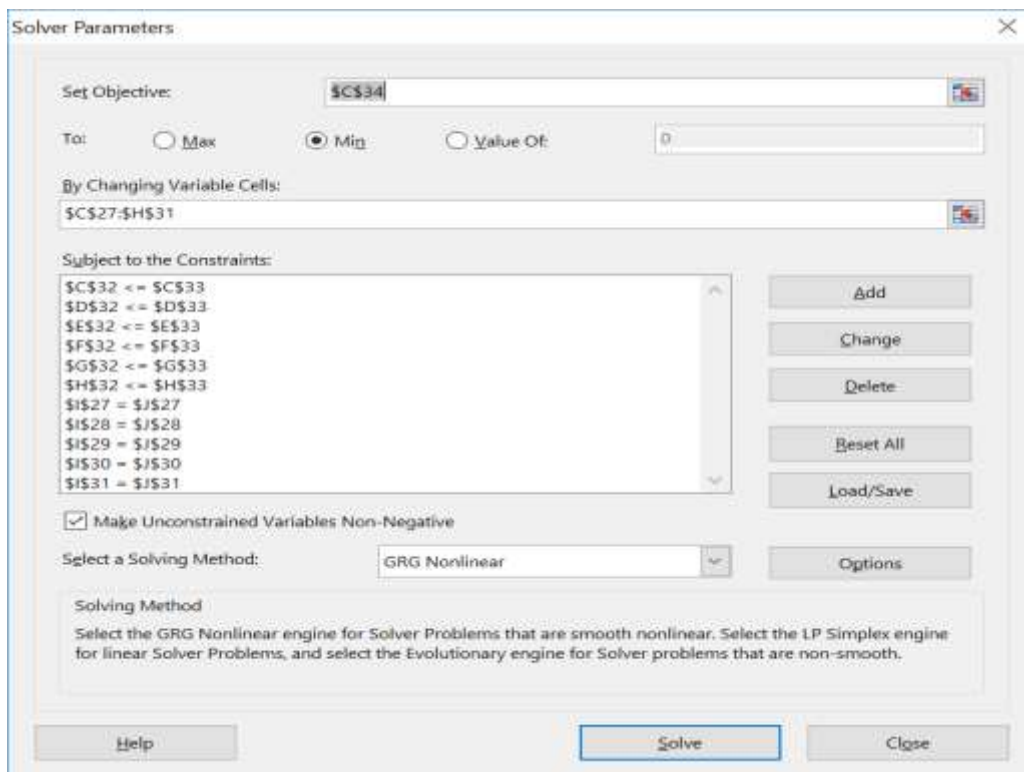 Solver Parameters
Set Objective: $C$34
To: Max Min Value Of: 0
By Changing Variable Cells:
$C$27:$H$31
Subject to the Constraints:
$C$32 <= $C$33
$D$32 <= $D$33
$E$32 <= $E$33
$F$32 <= $F$33
$G$32 <= $G$33
$H$32 <= $H$33
$I$27 = $J$27
$I$28 = $J$28
$I$29 = $J$29
$I$30 = $J$30
$I$31 = $J$31
Add
Change
Delete
Reset All
Load/Save
Make Unconstrained Variables Non-Negative
Select a Solving Method: GRG Nonlinear Options
Solving Method
Select the GRG Nonlinear engine for Solver Problems that are smooth nonlinear. Select the LP Simplex engine
for linear Solver Problems, and select the Evolutionary engine for Solver problems that are non-smooth.
Help Solve Close